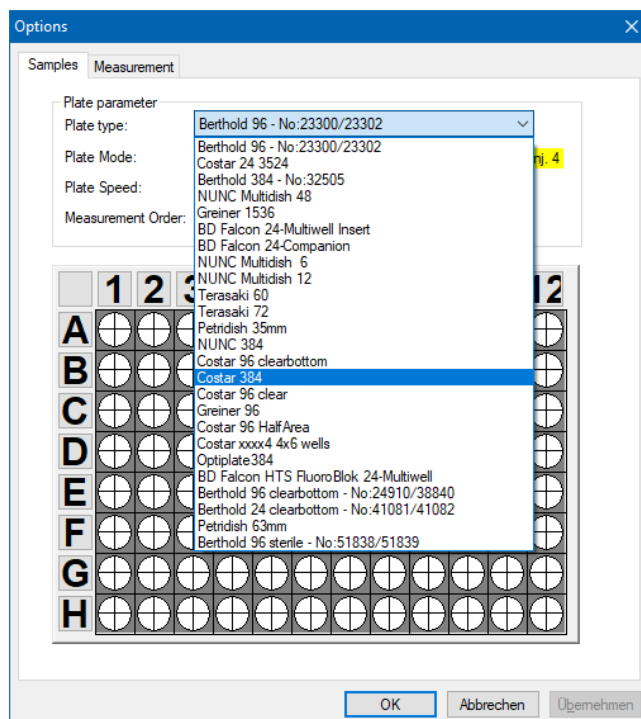 Options
Samples Measurement
Plate parameter
Plate type: Berthold 96 - No:23300/23302
Plate Mode:
Plate Speed:
Measurement Order:
Berthold 96 - No:23300/23302
Costar 24 3524
Berthold 384 - No:32505
NUNC Multidish 48
Greiner 1536
BD Falcon 24-Multiwell Insert
BD Falcon 24-Companion
NUNC Multidish  6
NUNC Multidish 12
Terasaki 60
Terasaki 72
Petridish 35mm
NUNC 384
Costar 96 clearbottom
Costar 384
Costar 96 clear
Greiner 96
Costar 96 HalfArea
Costar xxxx4 4x6 wells
Optiplate384
BD Falcon HTS FluoroBlok 24-Multiwell
Berthold 96 clearbottom - No:24910/38840
Berthold 24 clearbottom - No:41081/41082
Petridish 63mm
Berthold 96 sterile - No:51838/51839
nj. 4
1 2 3 12
A
B
C
D
E
F
G
H
OK Abbrechen Übernehmen